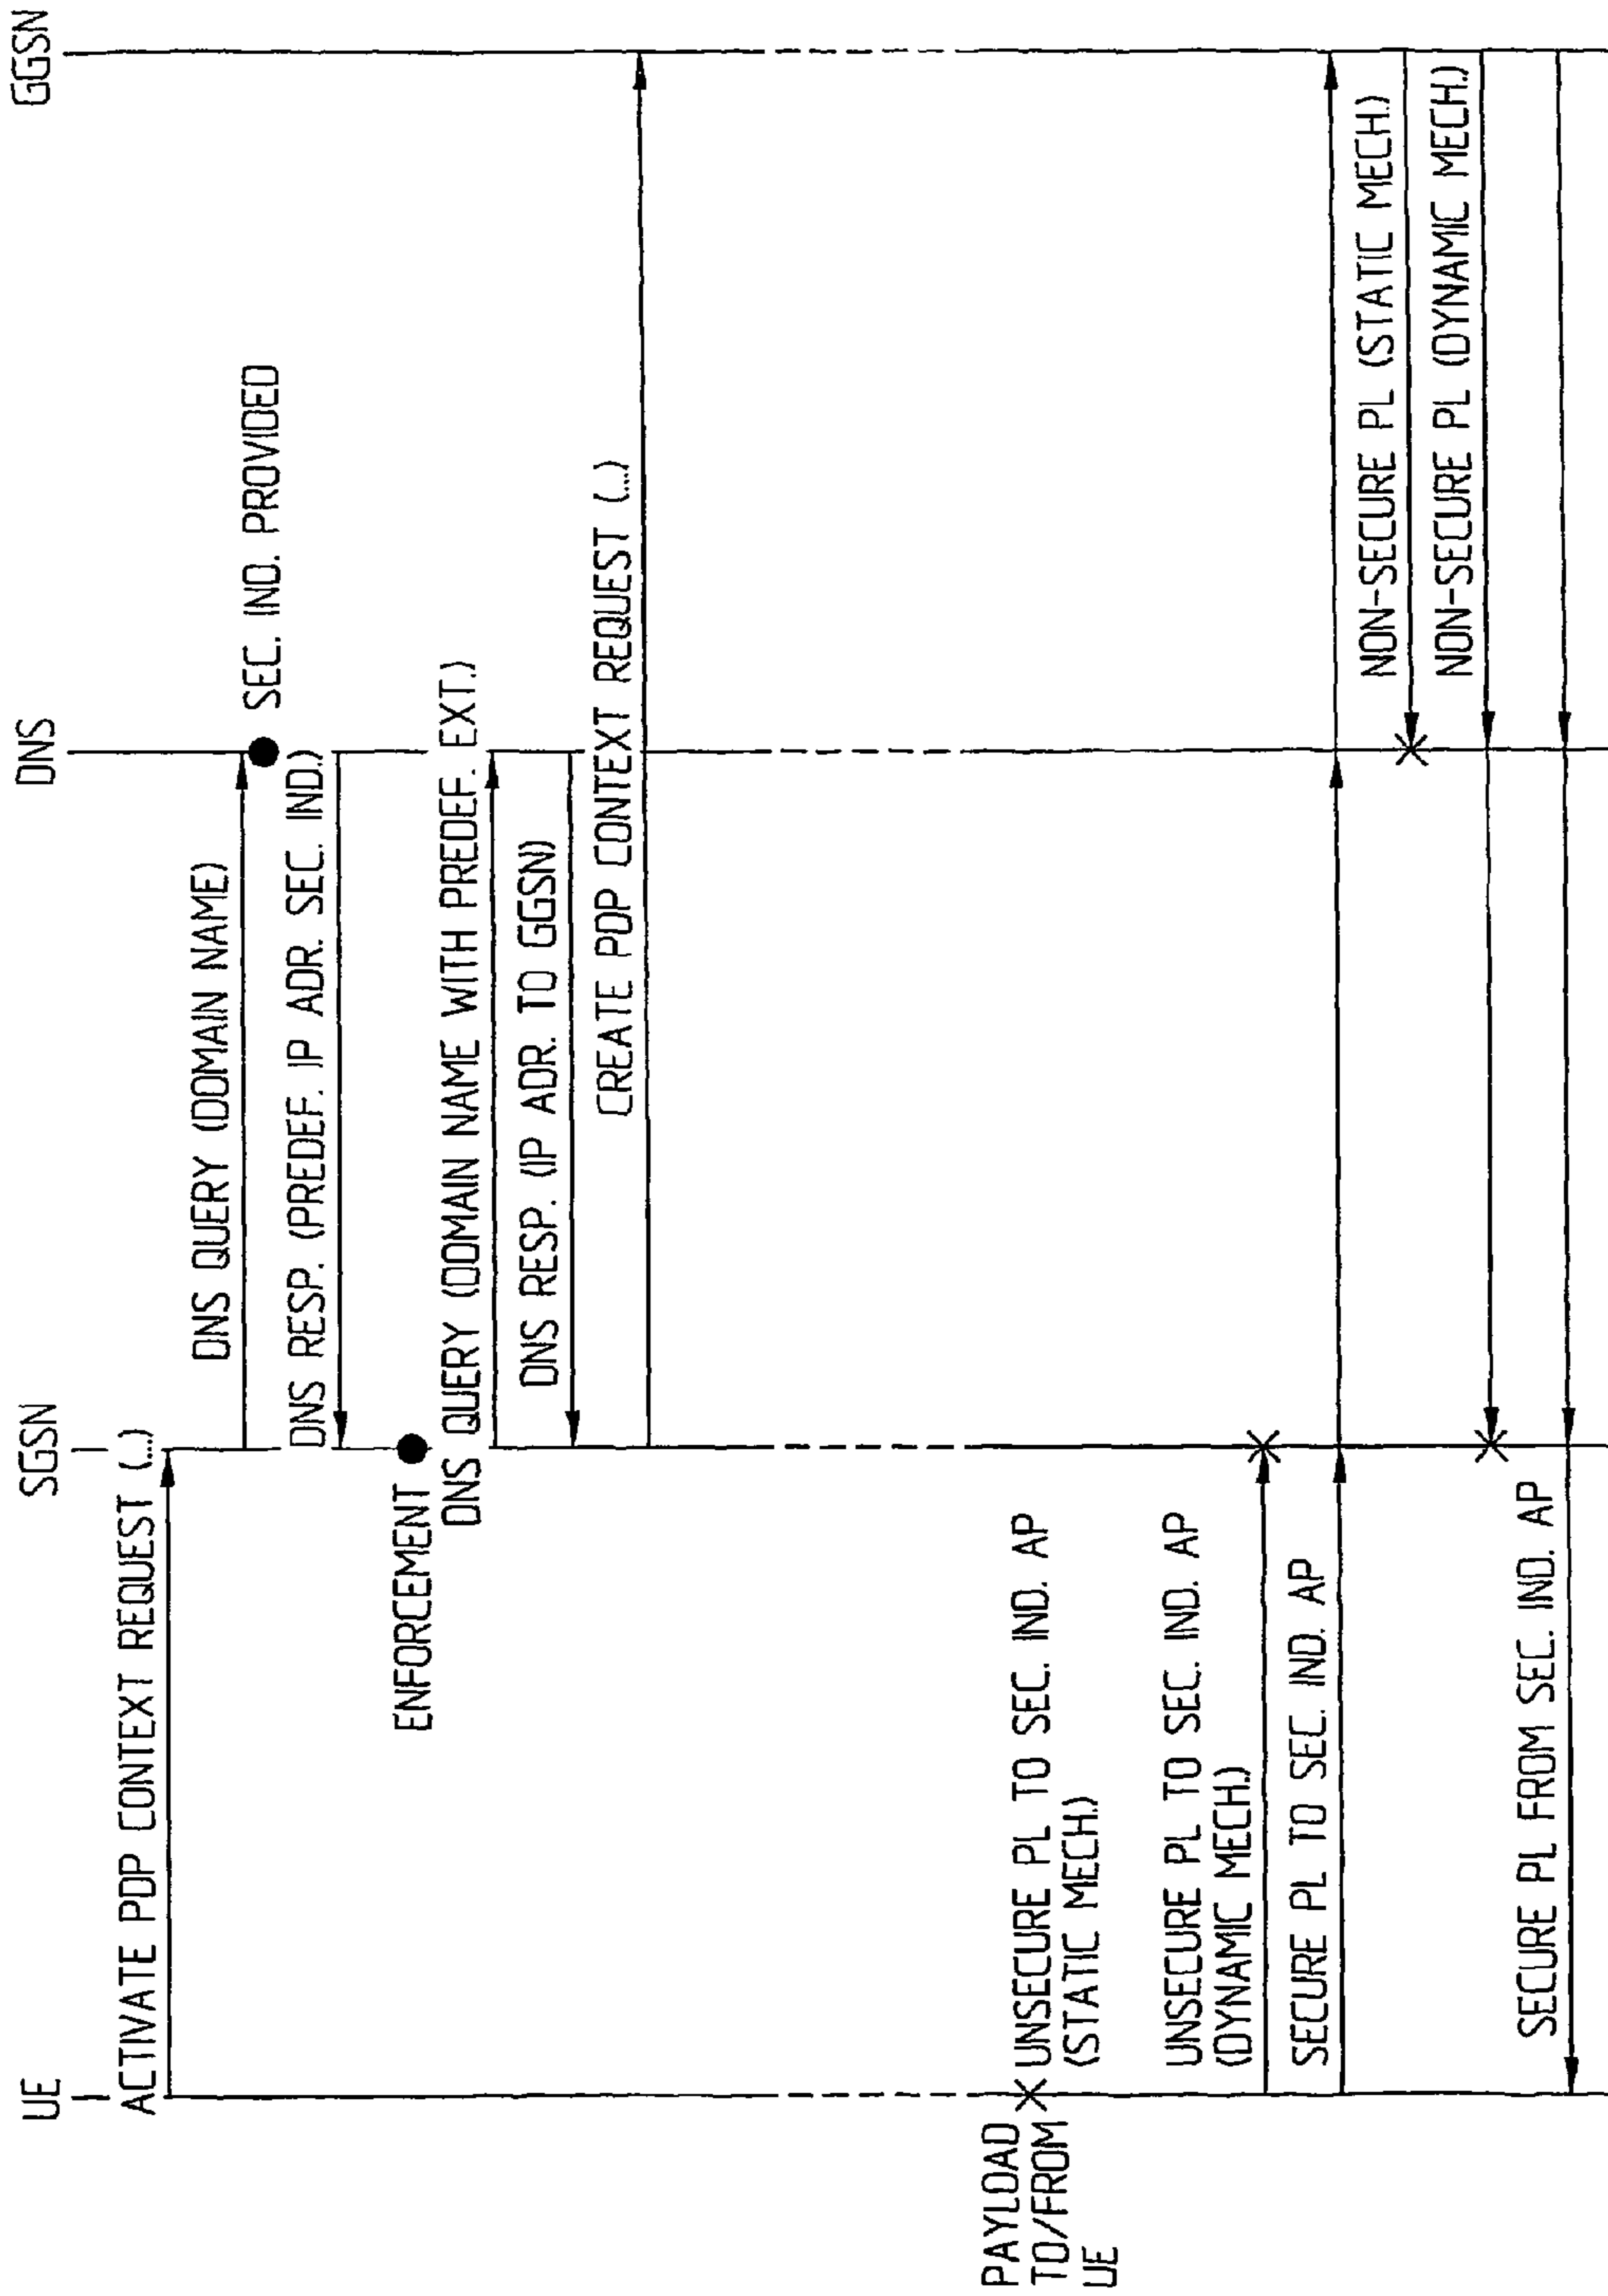 UE
SGSN
DNS
GGSN
ACTIVATE PDP CONTEXT REQUEST (...)
DNS QUERY (DOMAIN NAME)
SEC. IND. PROVIDED
DNS RESP. (PREDEF. IP ADR. SEC. IND.)
ENFORCEMENT
DNS QUERY (DOMAIN NAME WITH PREDEF. EXT.)
DNS RESP. (IP ADR. TO GGSN)
CREATE PDP CONTEXT REQUEST (...)
PAYLOAD
TO/FROM
UE
UNSECURE PL TO SEC. IND. AP
(STATIC MECH.)
UNSECURE PL TO SEC. IND. AP
(DYNAMIC MECH.)
SECURE PL TO SEC. IND. AP
NON-SECURE PL (STATIC MECH.)
NON-SECURE PL (DYNAMIC MECH.)
SECURE PL FROM SEC. IND. AP